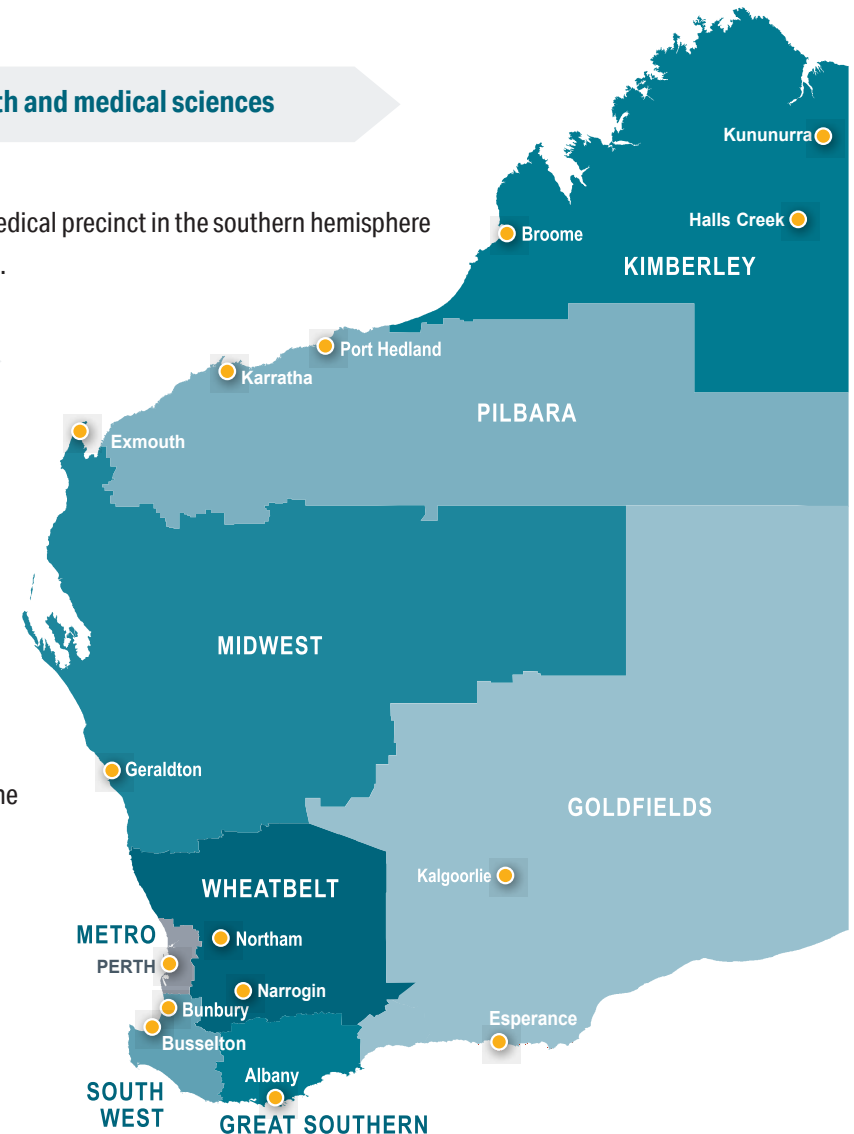 th and medical sciences
edical precinct in the southern hemisphere
.
ne
Kununurra
Halls Creek
Broome
KIMBERLEY
Port Hedland
Karratha
PILBARA
Exmouth
MIDWEST
Geraldton
GOLDFIELDS
Kalgoorlie
WHEATBELT
METRO
Northam
PERTH
Narrogin
Bunbury
Esperance
Busselton
Albany
SOUTH
WEST
GREAT SOUTHERN